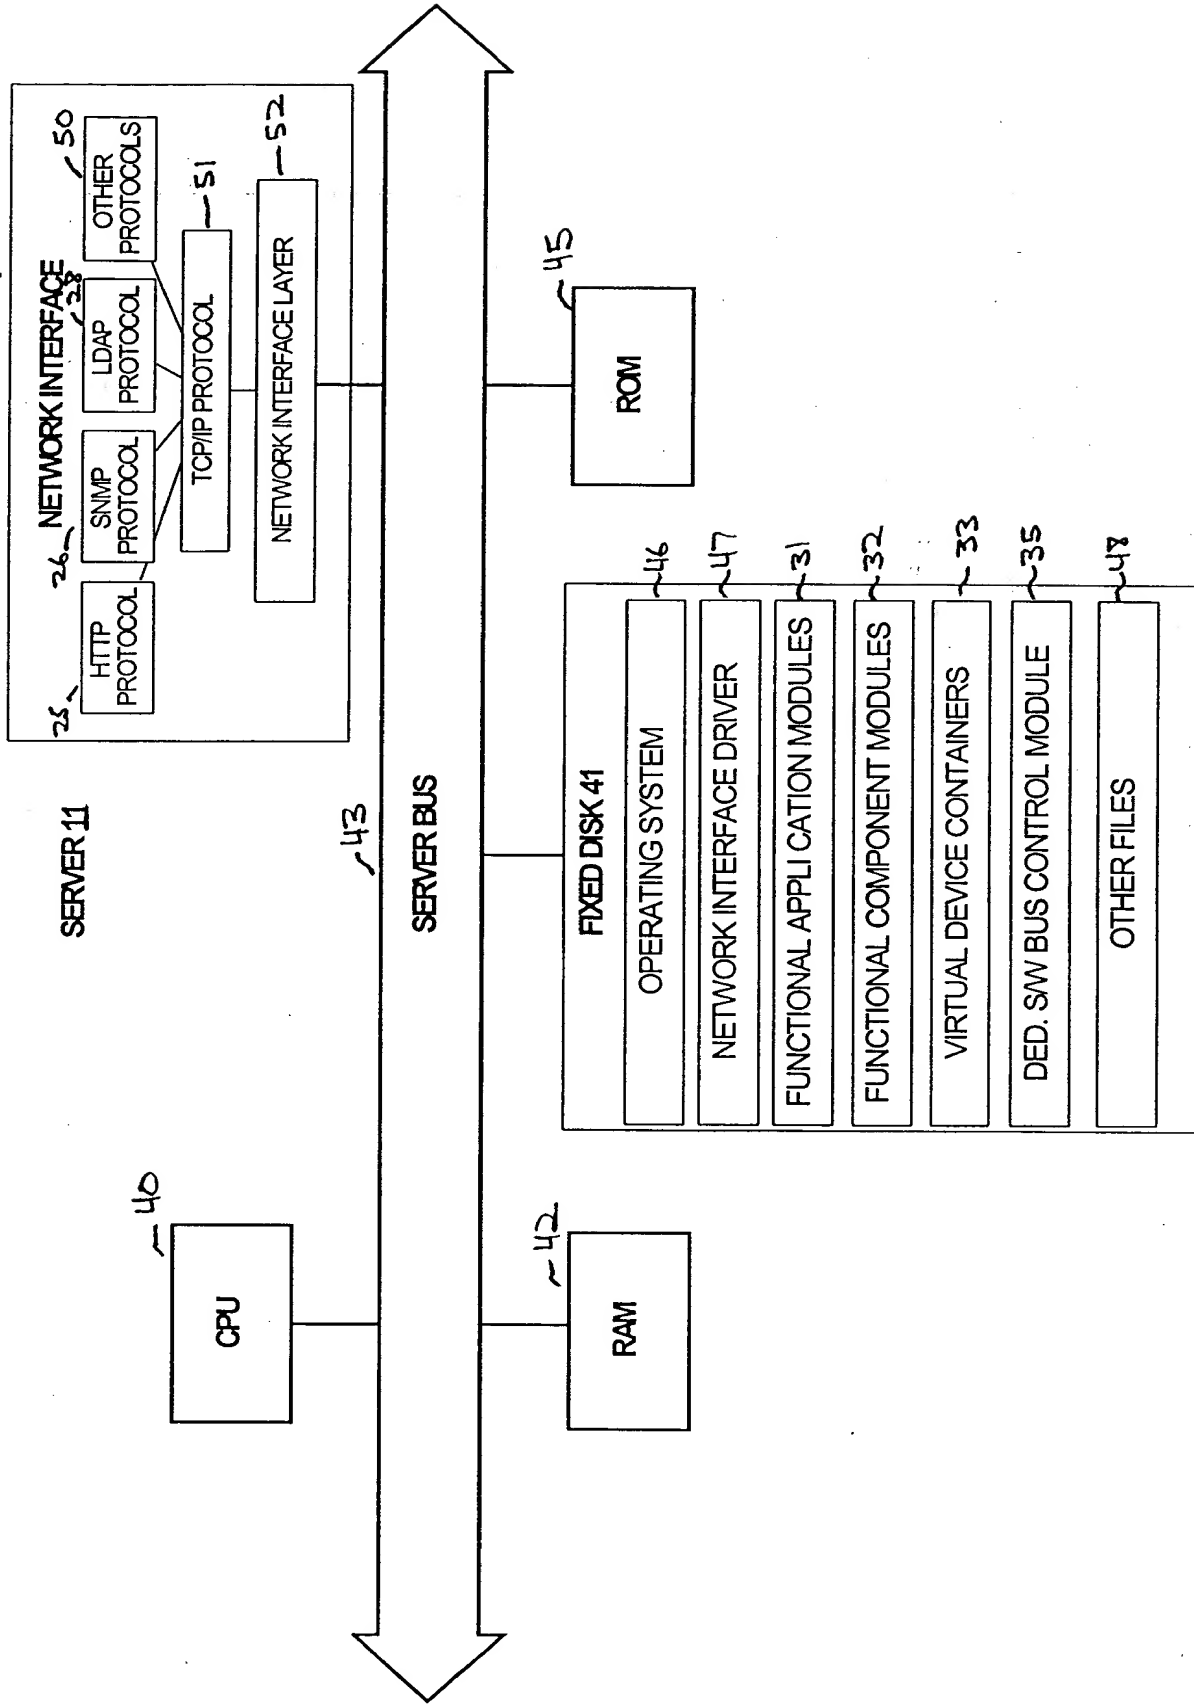 SERVER 11
NETWORK INTERFACE
25
HTTP
PROTOCOL
26
SNMP
PROTOCOL
28
LDAP
PROTOCOL
50
OTHER
PROTOCOLS
TCP/IP PROTOCOL
51
NETWORK INTERFACE LAYER
52
CPU
40
43
SERVER BUS
RAM
42
FIXED DISK 41
OPERATING SYSTEM
46
NETWORK INTERFACE DRIVER
47
FUNCTIONAL APPLI CATION MODULES
31
FUNCTIONAL COMPONENT MODULES
32
VIRTUAL DEVICE CONTAINERS
33
DED. S/W BUS CONTROL MODULE
35
OTHER FILES
48
ROM
45